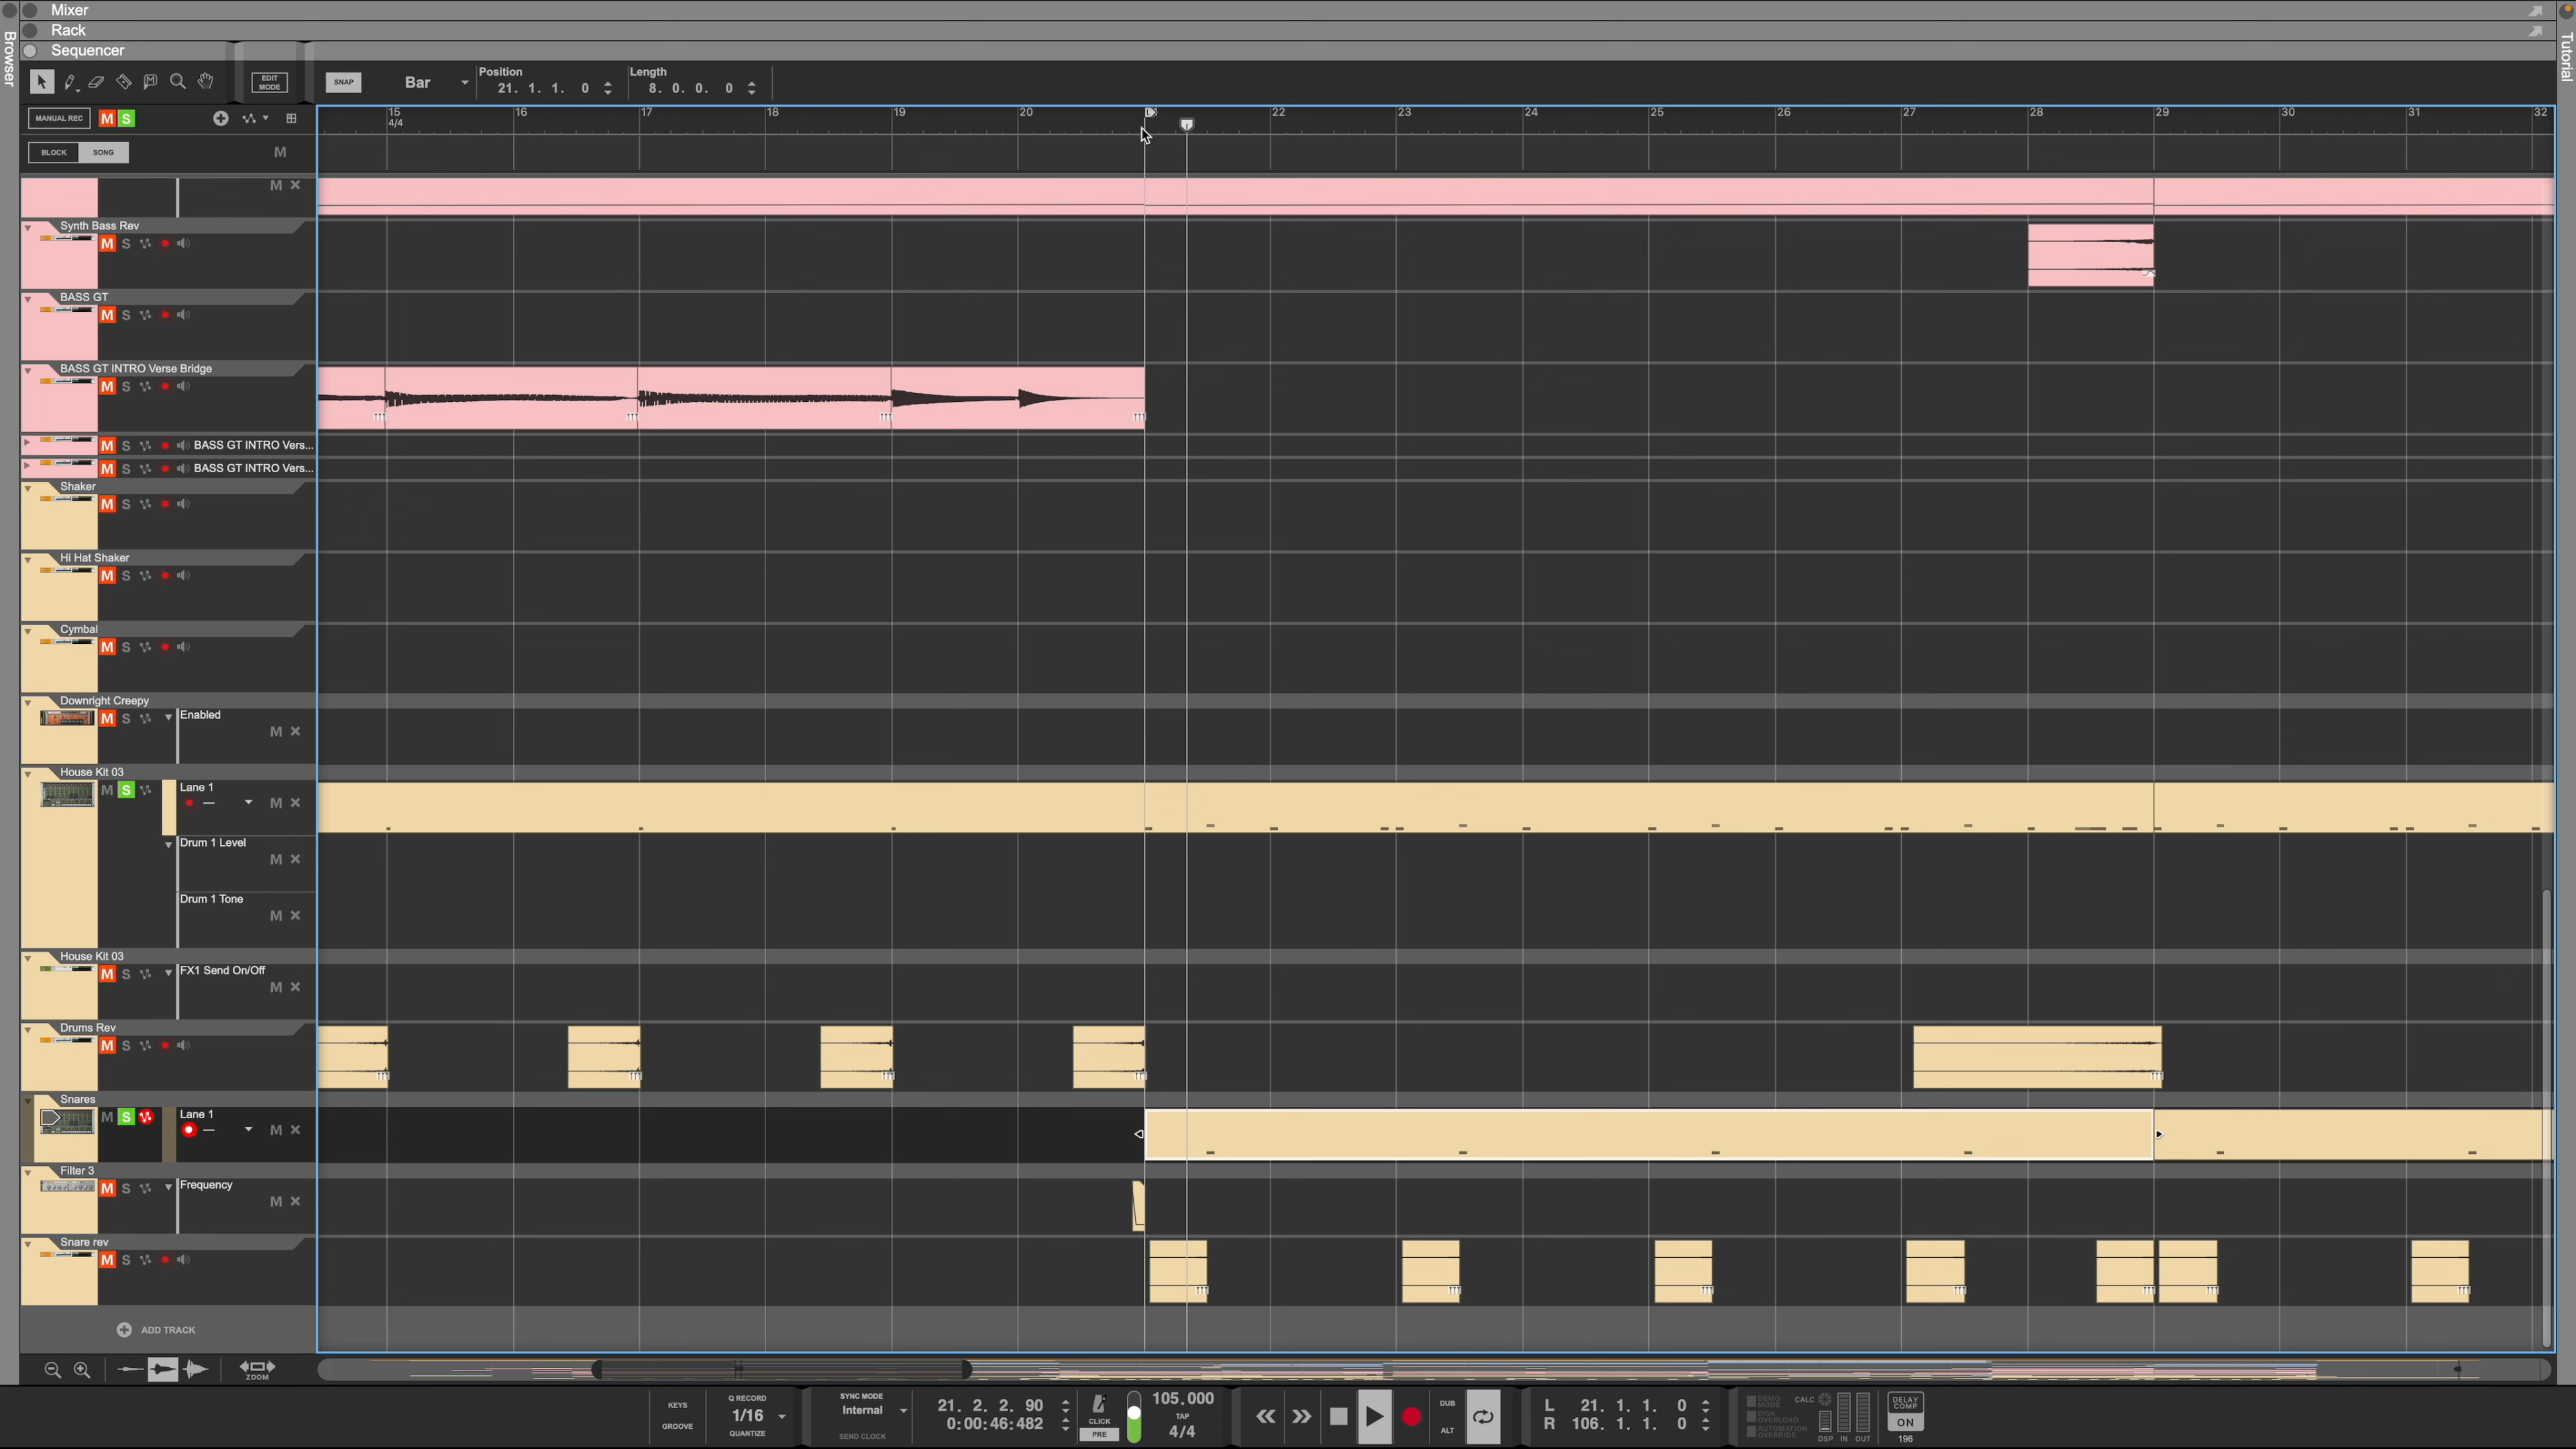 Mixer
Rack
Sequencer
Browser
Tutorial
EDIT MODE
SNAP
Bar
Position
21. 1. 1. 0
Length
8. 0. 0. 0
MANUAL REC
M S
15 16 17 18 19 20 22 23 24 25 26 27 28 29 30 31 32
4/4
BLOCK SONG
M
M
Synth Bass Rev
M S
BASS GT
M S
BASS GT INTRO Verse Bridge
M S
M S BASS GT INTRO Vers...
M S BASS GT INTRO Vers...
Shaker
M S
Hi Hat Shaker
M S
Cymbal
M S
Downright Creepy
M S Enabled
M
House Kit 03
M S Lane 1
M
Drum 1 Level
M
Drum 1 Tone
M
House Kit 03
M S FX1 Send On/Off
M
Drums Rev
M S
Snares
M S Lane 1
M
Filter 3
M S Frequency
M
Snare rev
M S
ADD TRACK
ZOOM
KEYS
GROOVE
Q RECORD
1/16
QUANTIZE
SYNC MODE
Internal
SEND CLOCK
21. 2. 2. 90
0:00:46:482
CLICK
PRE
105.000
TAP
4/4
DUB
ALT
L 21. 1. 1. 0
R 106. 1. 1. 0
DEMO MODE
DISK OVERLOAD
AUTOMATION OVERRIDE
CALC
DSP IN OUT
DELAY COMP
ON
196